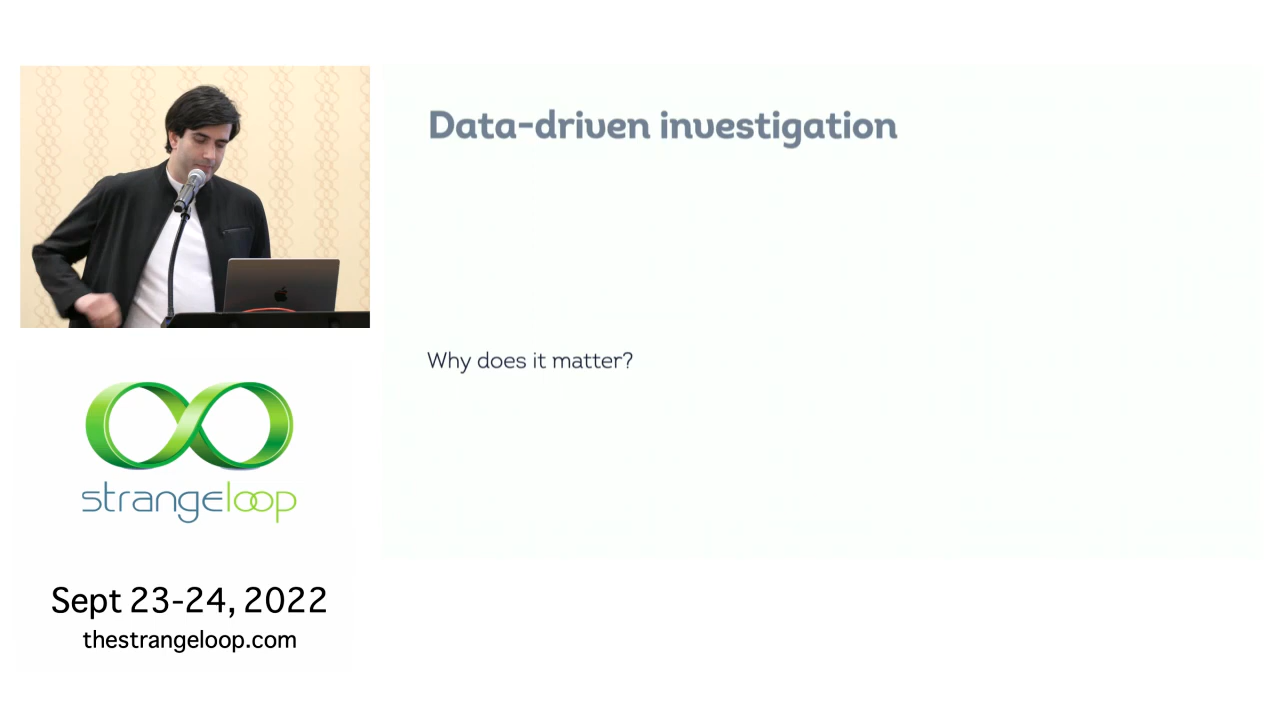 Data-driven investigation
Why does it matter?
strangeloop
Sept 23-24, 2022
thestrangeloop.com